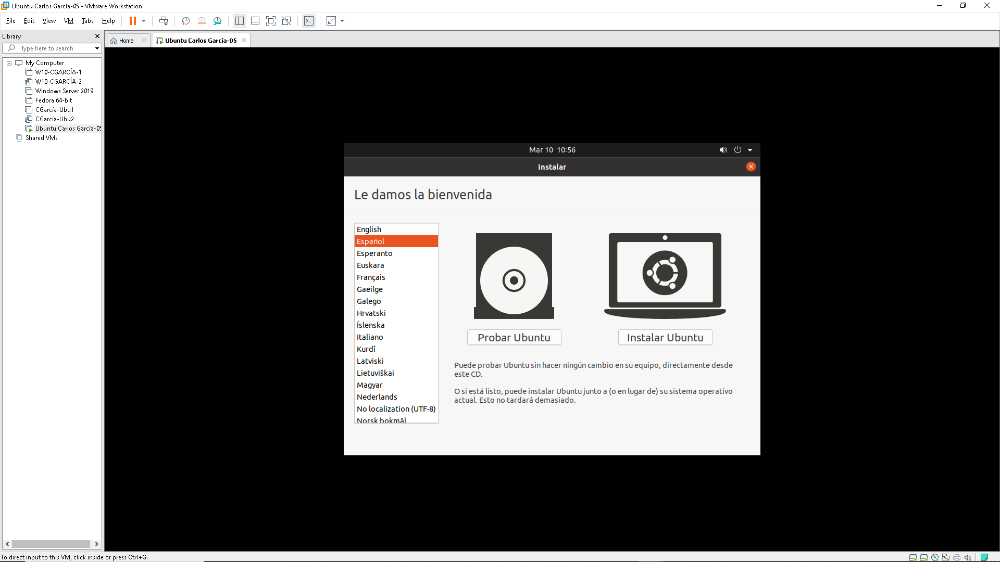 Ubuntu Carlos García-05 - VMware Workstation
File Edit View VM Tabs Help
Library
Home
Ubuntu Carlos García-05
Type here to search
My Computer
W10-CGARCÍA-1
W10-CGARCÍA-2
Windows Server 2019
Fedora 64-bit
CGarcía-Ubu1
CGarcía-Ubu2
Ubuntu Carlos García-05
Shared VMs
Mar 10 10:56
Instalar
Le damos la bienvenida
English
Español
Esperanto
Euskara
Français
Gaeilge
Galego
Hrvatski
Íslenska
Italiano
Kurdî
Latviski
Lietuviškai
Magyar
Nederlands
No localization (UTF-8)
Norsk bokmål
Probar Ubuntu
Instalar Ubuntu
Puede probar Ubuntu sin hacer ningún cambio en su equipo, directamente desde
este CD.
O si está listo, puede instalar Ubuntu junto a (o en lugar de) su sistema operativo
actual. Esto no tardará demasiado.
To direct input to this VM, click inside or press Ctrl+G.